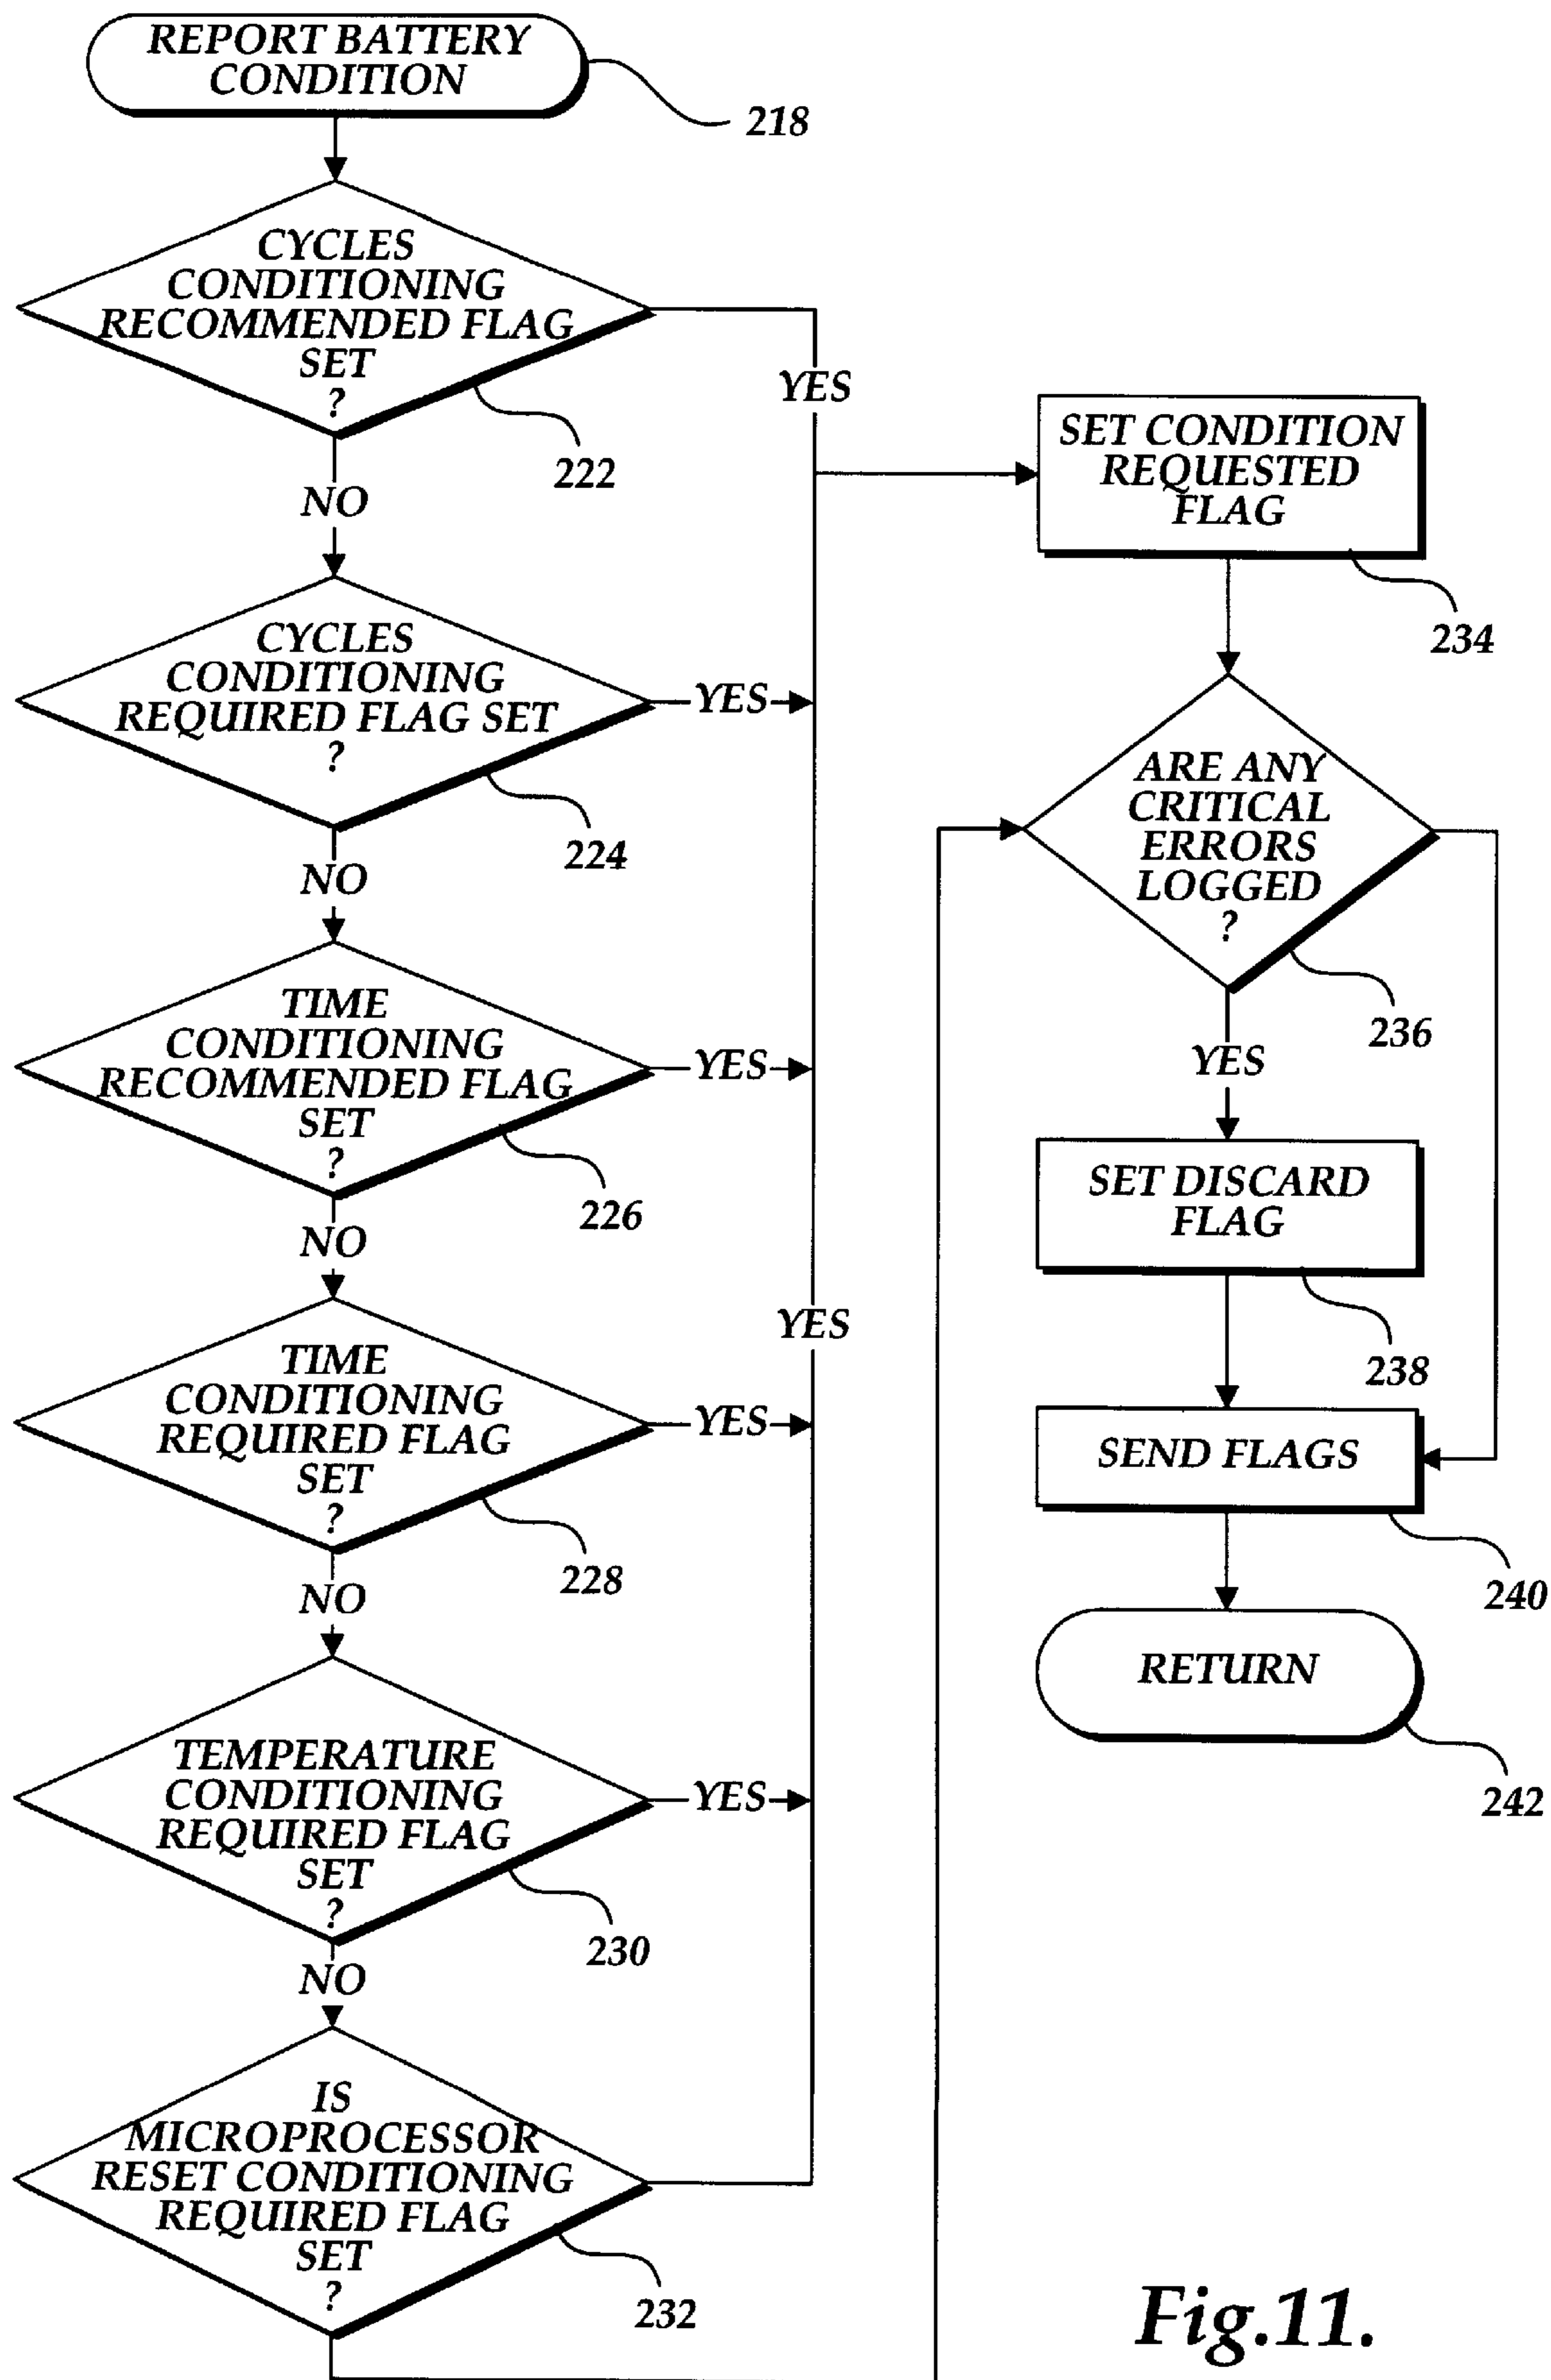 REPORT BATTERY
CONDITION
218
CYCLES
CONDITIONING
RECOMMENDED FLAG
SET
?
222
YES
NO
CYCLES
CONDITIONING
REQUIRED FLAG SET
?
YES
224
NO
TIME
CONDITIONING
RECOMMENDED FLAG
SET
?
YES
226
NO
TIME
CONDITIONING
REQUIRED FLAG
SET
?
YES
YES
228
NO
TEMPERATURE
CONDITIONING
REQUIRED FLAG
SET
?
YES
230
NO
IS
MICROPROCESSOR
RESET CONDITIONING
REQUIRED FLAG
SET
?
232
SET CONDITION
REQUESTED
FLAG
234
ARE ANY
CRITICAL
ERRORS
LOGGED
?
236
YES
SET DISCARD
FLAG
238
SEND FLAGS
240
RETURN
242
Fig.11.